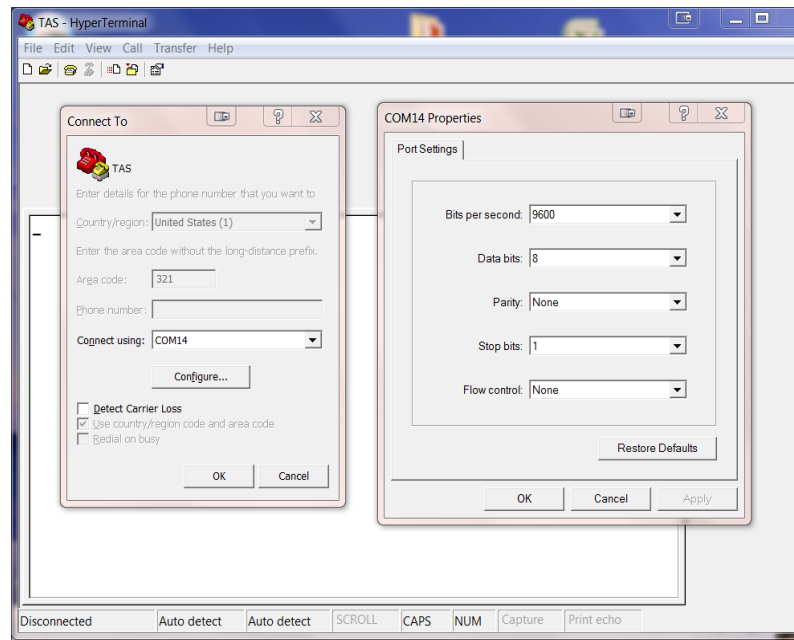 TAS - HyperTerminal
File Edit View Call Transfer Help
Connect To
TAS
Enter details for the phone number that you want to
Country/region: United States (1)
Enter the area code without the long-distance prefix.
Area code: 321
Phone number:
Connect using: COM14
Configure...
Detect Carrier Loss
Use country/region code and area code
Redial on busy
OK Cancel
COM14 Properties
Port Settings
Bits per second: 9600
Data bits: 8
Parity: None
Stop bits: 1
Flow control: None
Restore Defaults
OK Cancel Apply
Disconnected Auto detect Auto detect SCROLL CAPS NUM Capture Print echo